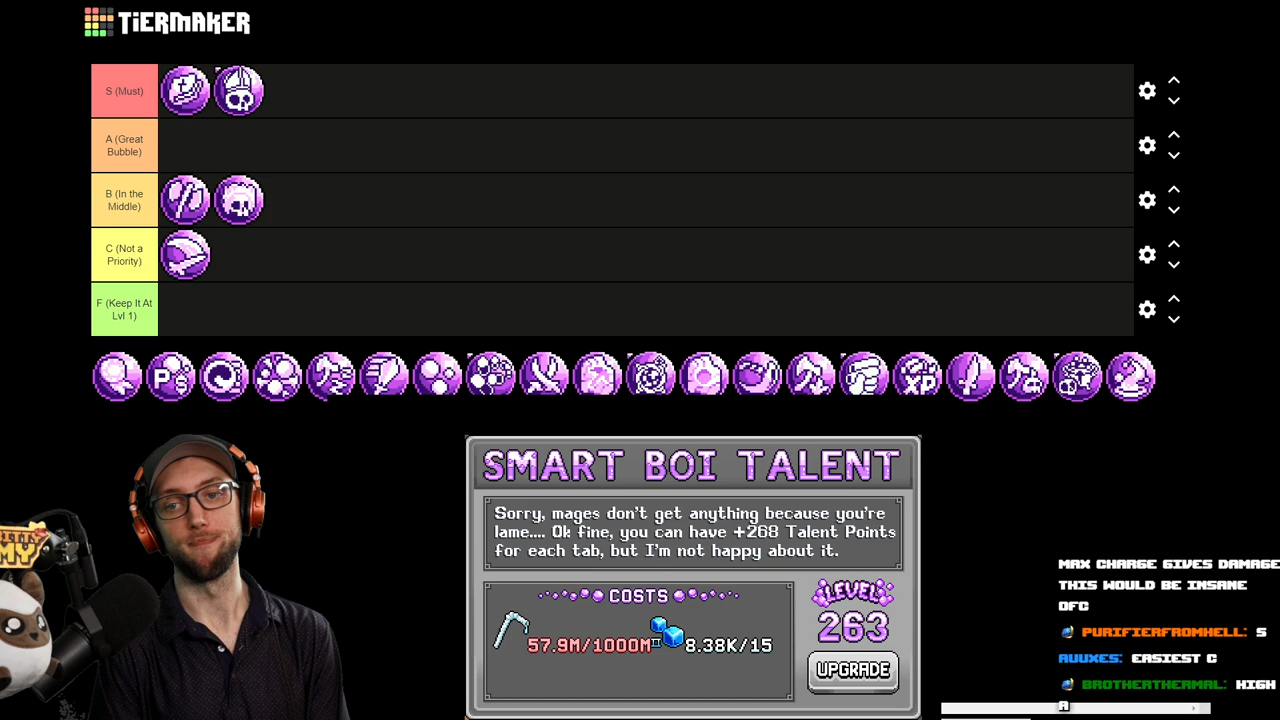 TIERMAKER
S (Must)
A (Great
Bubble)
B (In the
Middle)
C (Not a
Priority)
F (Keep It At
Lvl 1)
P
XP
SMART BOI TALENT
Sorry, mages don't get anything because you're
lame.... Ok fine, you can have +268 Talent Points
for each tab, but I'm not happy about it.
COSTS
57.9M/1000M
8.38K/15
LEVEL
263
UPGRADE
MY
MAX CHARGE GIVES DAMAGE
THIS WOULD BE INSANE
OFC
PURIFIERFROMHELL: S
AUUXES: EASIEST C
BROTHERTHERMAL: HIGH
A